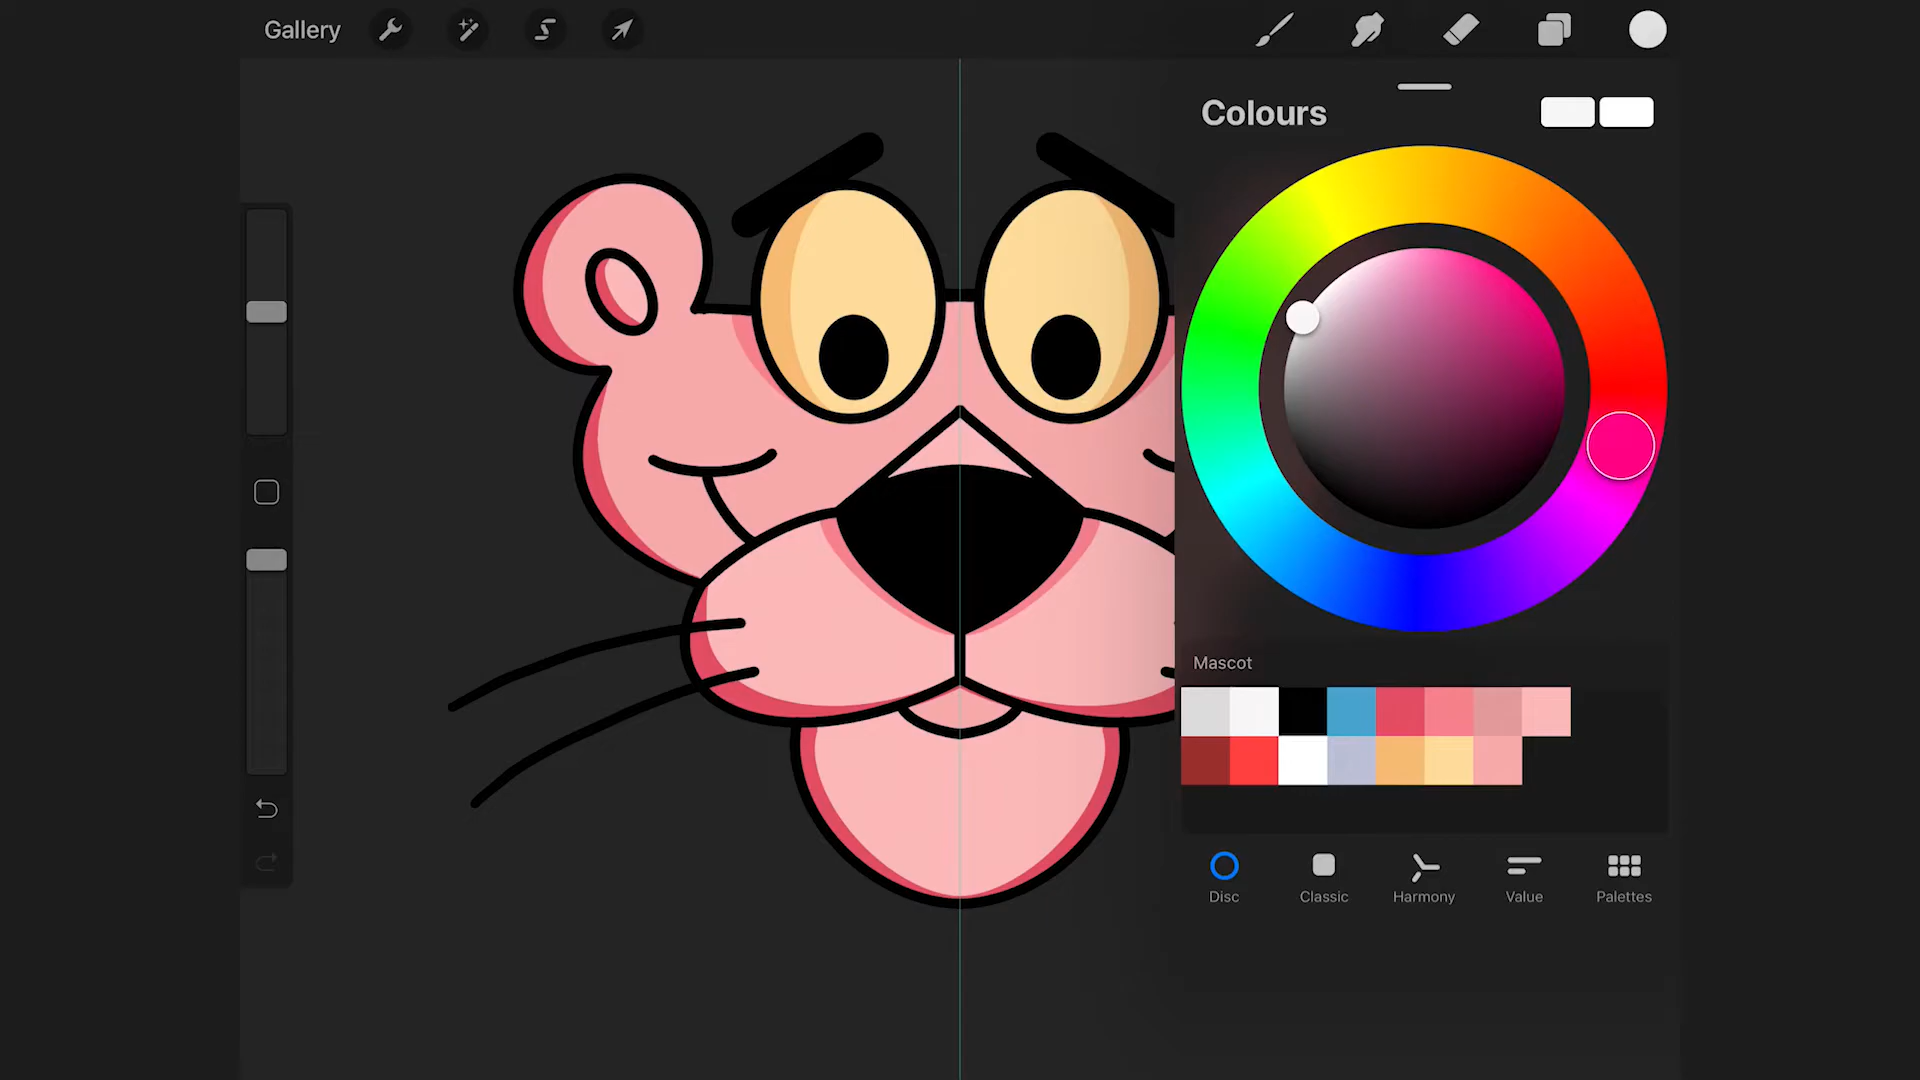 Gallery
Colours
Mascot
Disc
Classic
Harmony
Value
Palettes